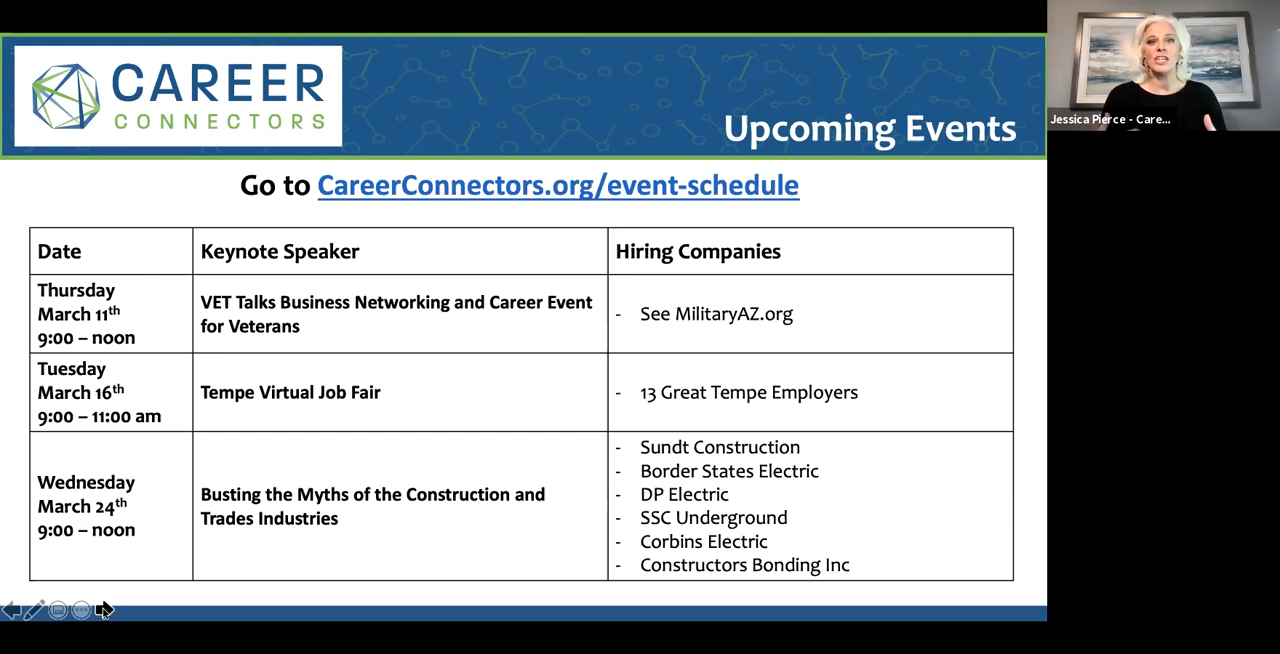 CAREER
CONNECTORS
Upcoming Events
Jessica Pierce - Care...
Go to CareerConnectors.org/event-schedule
Date
Keynote Speaker
Hiring Companies
Thursday
March 11th
9:00 – noon
VET Talks Business Networking and Career Event
for Veterans
- See MilitaryAZ.org
Tuesday
March 16th
9:00 – 11:00 am
Tempe Virtual Job Fair
- 13 Great Tempe Employers
Wednesday
March 24th
9:00 – noon
Busting the Myths of the Construction and
Trades Industries
- Sundt Construction
- Border States Electric
- DP Electric
- SSC Underground
- Corbins Electric
- Constructors Bonding Inc